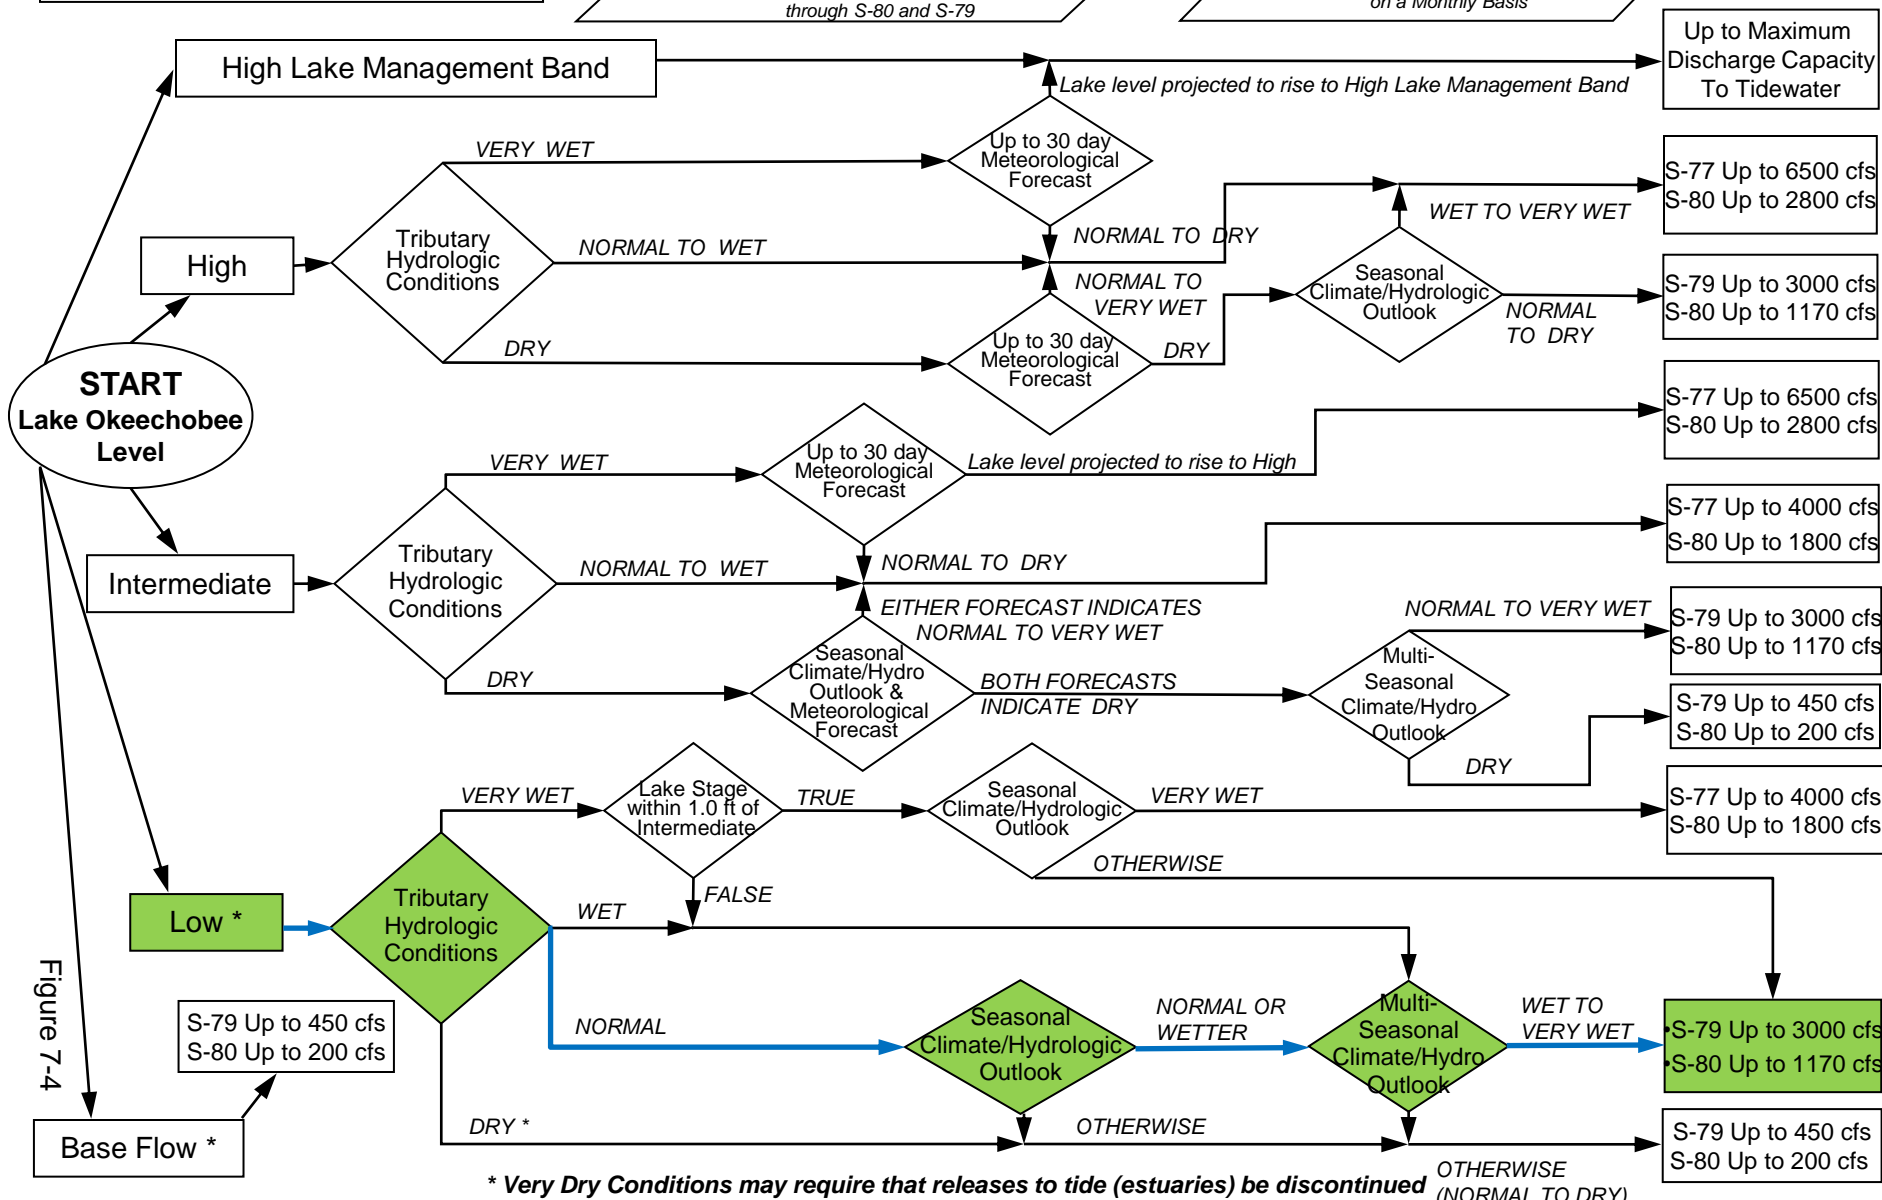 through S-80 and S-79
on a Monthly Basis
Up to Maximum
Discharge Capacity
To Tidewater
High Lake Management Band
Lake level projected to rise to High Lake Management Band
VERY WET
Up to 30 day
Meteorological
Forecast
S-77 Up to 6500 cfs
S-80 Up to 2800 cfs
WET TO VERY WET
Tributary
Hydrologic
Conditions
NORMAL TO WET
NORMAL TO DRY
High
NORMAL TO
VERY WET
Seasonal
Climate/Hydrologic
Outlook
NORMAL
TO DRY
S-79 Up to 3000 cfs
S-80 Up to 1170 cfs
DRY
Up to 30 day
Meteorological
Forecast
DRY
START
Lake Okeechobee
Level
S-77 Up to 6500 cfs
S-80 Up to 2800 cfs
VERY WET
Up to 30 day
Meteorological
Forecast
Lake level projected to rise to High
S-77 Up to 4000 cfs
S-80 Up to 1800 cfs
Intermediate
Tributary
Hydrologic
Conditions
NORMAL TO WET
NORMAL TO DRY
EITHER FORECAST INDICATES
NORMAL TO VERY WET
NORMAL TO VERY WET
S-79 Up to 3000 cfs
S-80 Up to 1170 cfs
DRY
Seasonal
Climate/Hydro
Outlook &
Meteorological
Forecast
BOTH FORECASTS
INDICATE DRY
Multi-
Seasonal
Climate/Hydro
Outlook
DRY
S-79 Up to 450 cfs
S-80 Up to 200 cfs
VERY WET
Lake Stage
within 1.0 ft of
Intermediate
TRUE
Seasonal
Climate/Hydrologic
Outlook
VERY WET
S-77 Up to 4000 cfs
S-80 Up to 1800 cfs
OTHERWISE
FALSE
Low *
Tributary
Hydrologic
Conditions
WET
NORMAL
Seasonal
Climate/Hydrologic
Outlook
NORMAL OR
WETTER
Multi-
Seasonal
Climate/Hydro
Outlook
WET TO
VERY WET
•S-79 Up to 3000 cfs
•S-80 Up to 1170 cfs
Figure 7-4
S-79 Up to 450 cfs
S-80 Up to 200 cfs
Base Flow *
DRY *
OTHERWISE
S-79 Up to 450 cfs
S-80 Up to 200 cfs
* Very Dry Conditions may require that releases to tide (estuaries) be discontinued
OTHERWISE
(NORMAL TO DRY)